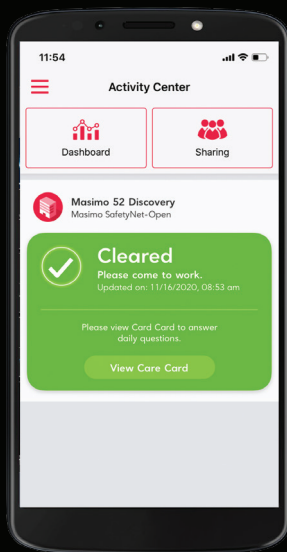 11:54
Activity Center
Dashboard
Sharing
Masimo 52 Discovery
Masimo SafetyNet-Open
Cleared
Please come to work.
Updated on: 11/16/2020, 08:53 am
Please view Card Card to answer
daily questions.
View Care Card